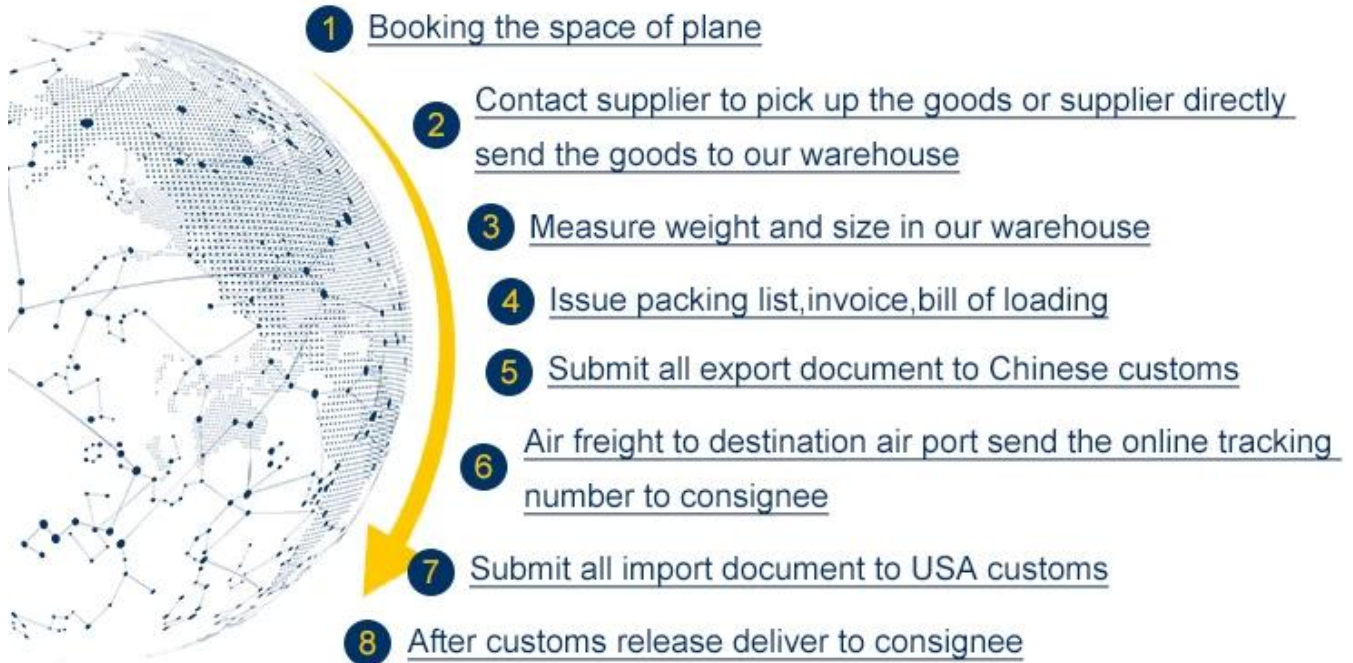 1 Booking the space of plane
2 Contact supplier to pick up the goods or supplier directly
send the goods to our warehouse
3 Measure weight and size in our warehouse
4 Issue packing list,invoice,bill of loading
5 Submit all export document to Chinese customs
6 Air freight to destination air port send the online tracking
number to consignee
7 Submit all import document to USA customs
8 After customs release deliver to consignee